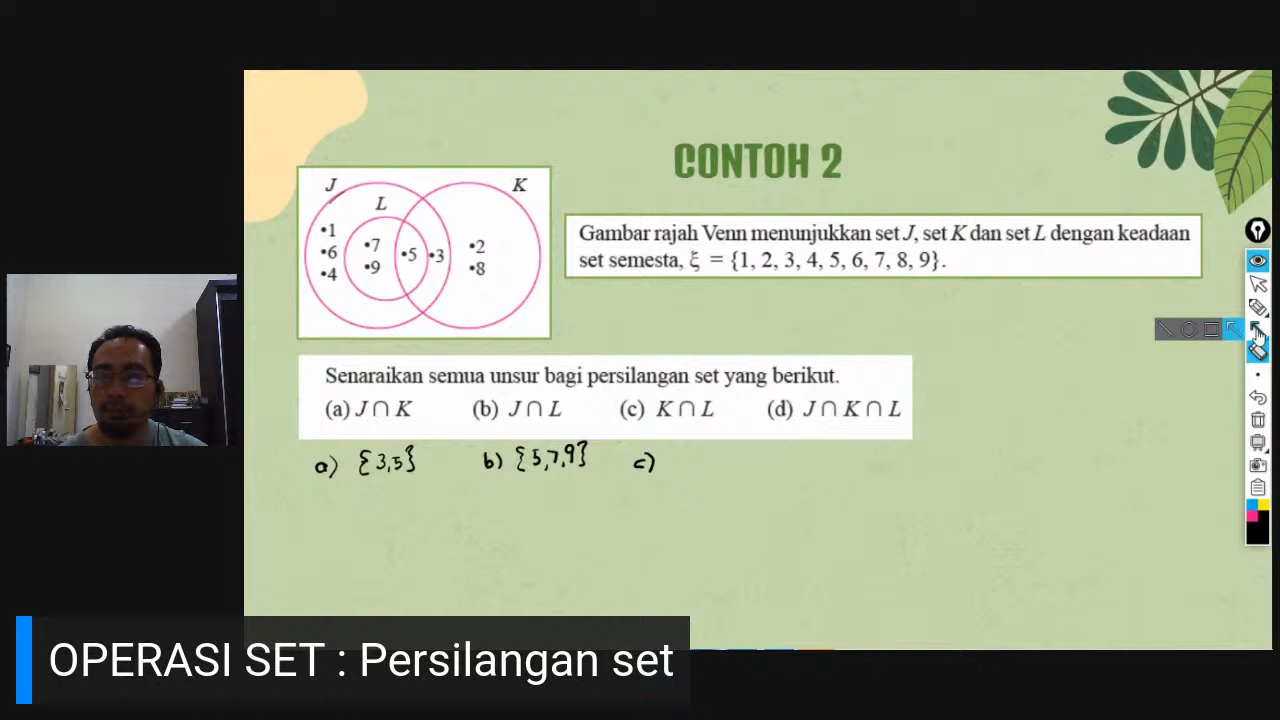 CONTOH 2
J
K
L
•1
•6
•4
•7
•9
•5
•3
•2
•8
Gambar rajah Venn menunjukkan set J, set K dan set L dengan keadaan
set semesta, ξ = {1, 2, 3, 4, 5, 6, 7, 8, 9}.
Senaraikan semua unsur bagi persilangan set yang berikut.
(a) J ∩ K (b) J ∩ L (c) K ∩ L (d) J ∩ K ∩ L
a) {3,5} b) {5,7,9} c)
OPERASI SET : Persilangan set